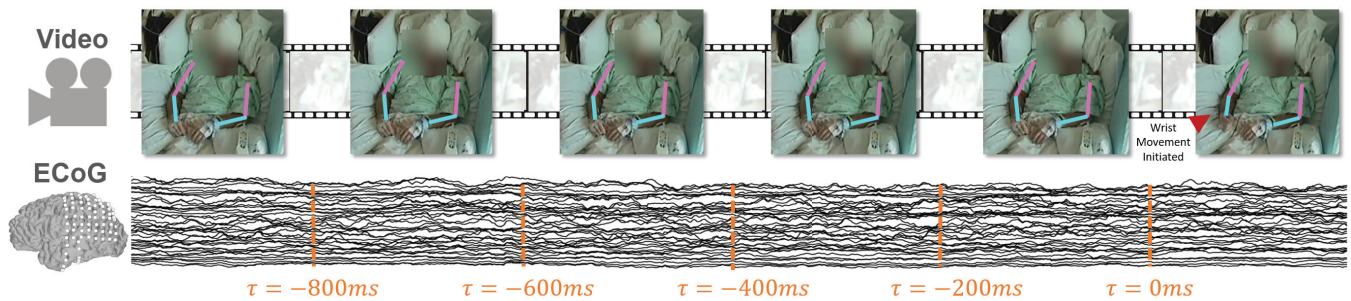 Video
Wrist
Movement
Initiated
ECoG
τ = −800ms
τ = −600ms
τ = −400ms
τ = −200ms
τ = 0ms